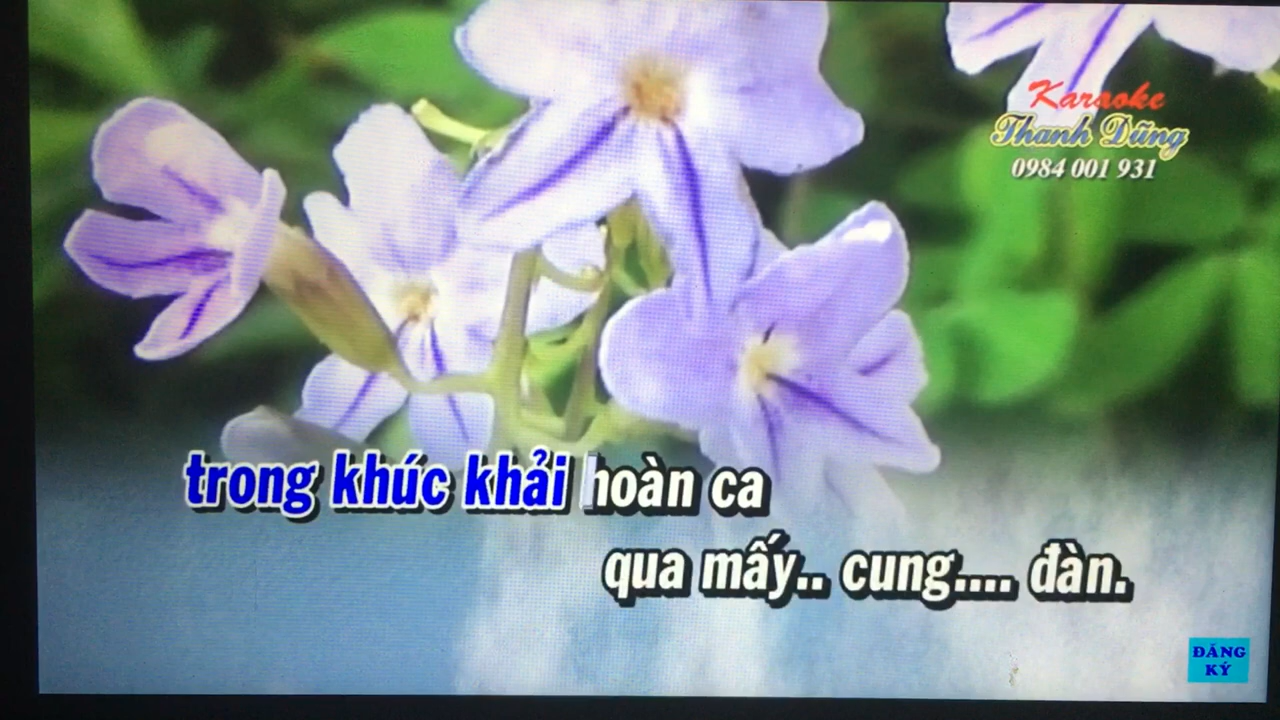 Karaoke
Thanh Dũng
0984 001 931
trong khúc khải hoàn ca
qua mấy.. cung.... đàn.
ĐĂNG
KÝ